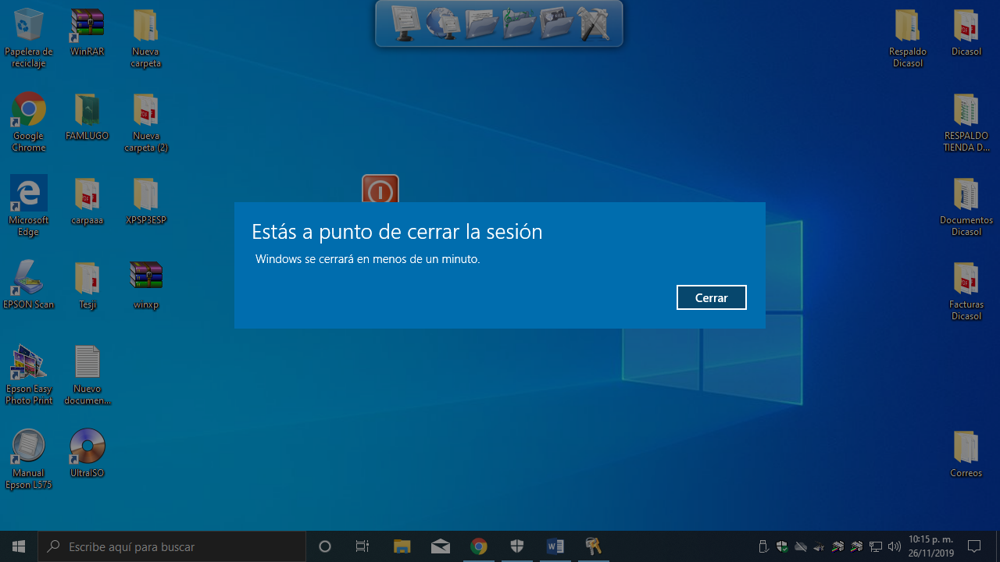 Papelera de
reciclaje
WinRAR
Nueva
carpeta
Respaldo
Dicasol
Dicasol
Google
Chrome
FAMLUGO
Nueva
carpeta (2)
RESPALDO
TIENDA D...
Microsoft
Edge
carpaaa
XPSP3ESP
Documentos
Dicasol
Estás a punto de cerrar la sesión
Windows se cerrará en menos de un minuto.
Cerrar
EPSON Scan
Tesji
winxp
Facturas
Dicasol
Epson Easy
Photo Print
Nuevo
documen...
Manual
Epson L575
UltraISO
Correos
Escribe aquí para buscar
10:15 p. m.
26/11/2019